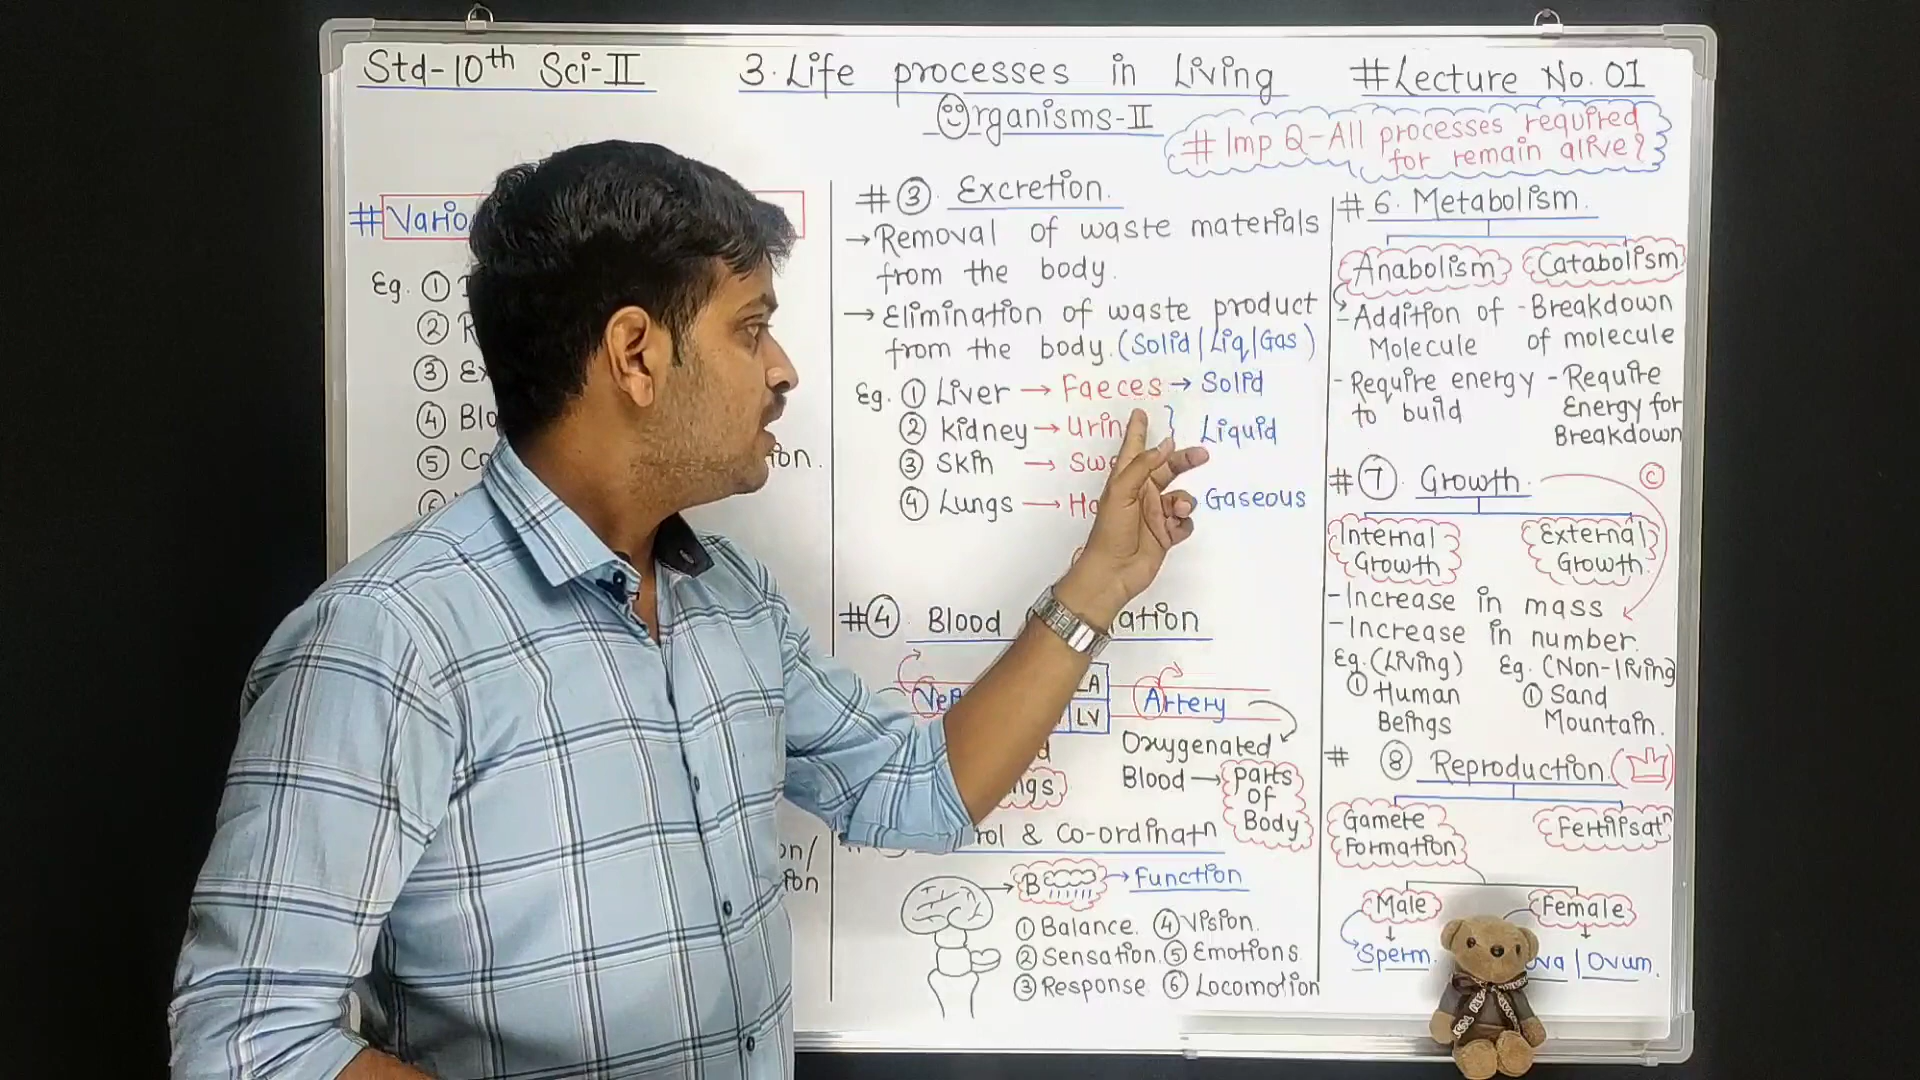 Std-10th Sci-II
3. Life processes in Living
Organisms-II
#Lecture No. 01
# Imp Q-All processes required
for remain alive?
#
Eg. ①
②
③ Ex
④ Blo
⑤ Co
on.
# ③ Excretion.
→ Removal of waste materials
from the body.
→ Elimination of waste product
from the body. (Solid|Liq|Gas)
Eg. ① Liver → Faeces → Solid
② kidney → Urin } Liquid
③ Skin → Swe
④ Lungs → Ha Gaseous
#④ Blood ation
LA
LV
Artery
Oxygenated
Blood → parts
of
Body
ngs
rol & Co-ordinatn
B → Function
① Balance. ④ Vision.
② Sensation. ⑤ Emotions.
③ Response ⑥ Locomotion
# 6. Metabolism.
Anabolism Catabolism
- Addition of
Molecule
- Require energy
to build
- Breakdown
of molecule
- Require
Energy for
Breakdown
# ⑦ Growth. ©
Internal
Growth
External
Growth.
- Increase in mass
- Increase in number.
Eg. (Living)
① Human
Beings
Eg. (Non-living)
① Sand
Mountain.
# ⑧ Reproduction.
Gamete
Formation
Fertilisatn
Male Female
Sperm. ova | Ovum.